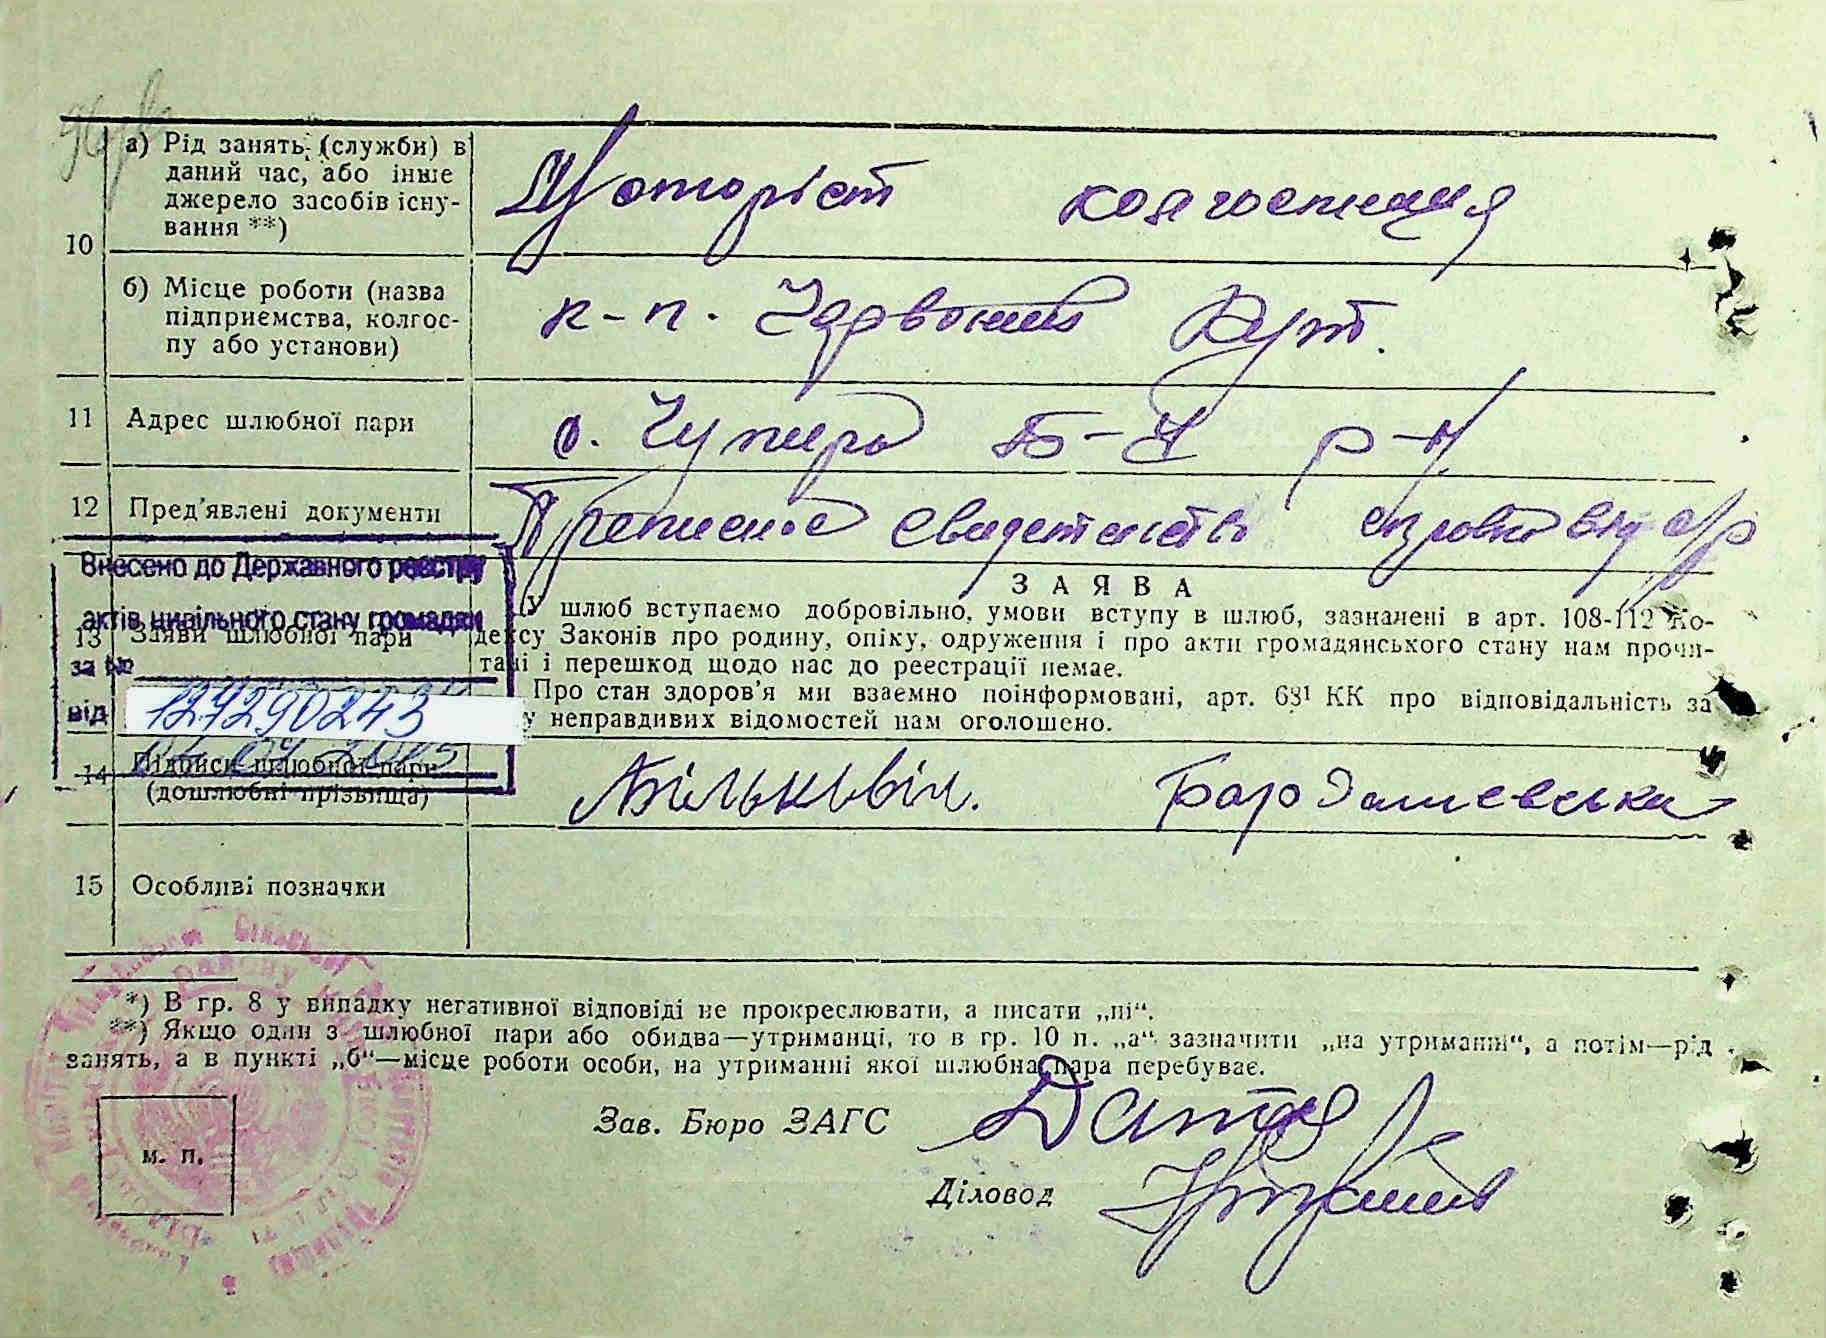 10
а) Рід занять (служби) в
даний час, або інше
джерело засобів існу-
вання **)
Моторіст колгоспниця
б) Місце роботи (назва
підприємства, колгос-
пу або установи)
к-п. Червоний Кут.
11 Адрес шлюбної пари
с. Чупира Б-Ц р-н
12 Пред'явлені документи
свидетельство
Внесено до Державного реєстру
актів цивільного стану громадян
за №
від
127290243
13 Заяви шлюбної пари
ЗАЯВА
У шлюб вступаємо добровільно, умови вступу в шлюб, зазначені в арт. 108-112 Ко-
дексу Законів про родину, опіку, одруження і про акти громадянського стану нам прочи-
тані і перешкод щодо нас до реєстрації немає.
Про стан здоров'я ми взаємно поінформовані, арт. 68¹ КК про відповідальність за
у неправдивих відомостей нам оголошено.
14 Підписи шлюбної пари
(дошлюбні прізвища)
15 Особливі позначки
*) В гр. 8 у випадку негативної відповіді не прокреслювати, а писати „ні“.
**) Якщо один з шлюбної пари або обидва—утриманці, то в гр. 10 п. „а“ зазначити „на утриманні“, а потім—рід
занять, а в пункті „б“—місце роботи особи, на утриманні якої шлюбна пара перебуває.
Зав. Бюро ЗАГС
м. п.
Діловод